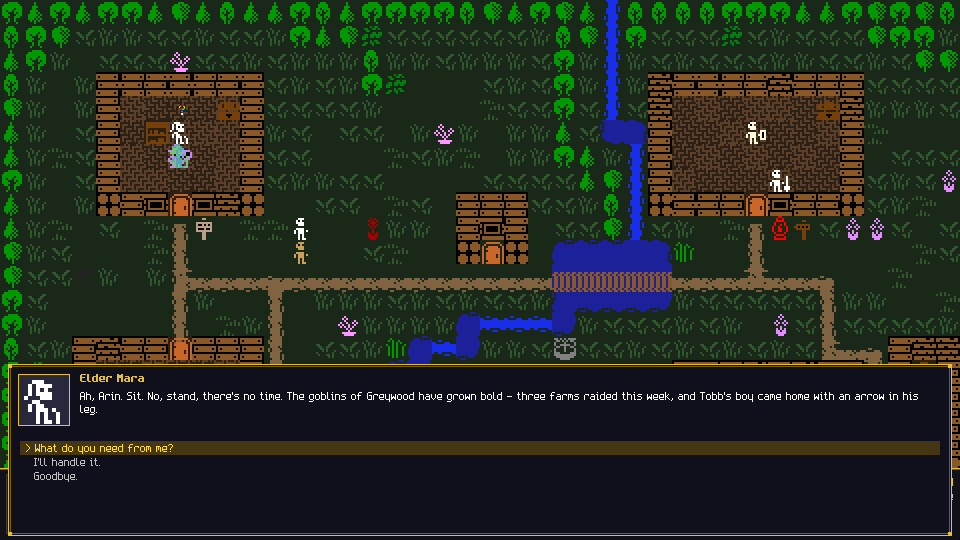 Elder Mara
Ah, Arin. Sit. No, stand, there's no time. The goblins of Greywood have grown bold - three farms raided this week, and Tobb's boy came home with an arrow in his
leg.
> What do you need from me?
I'll handle it.
Goodbye.